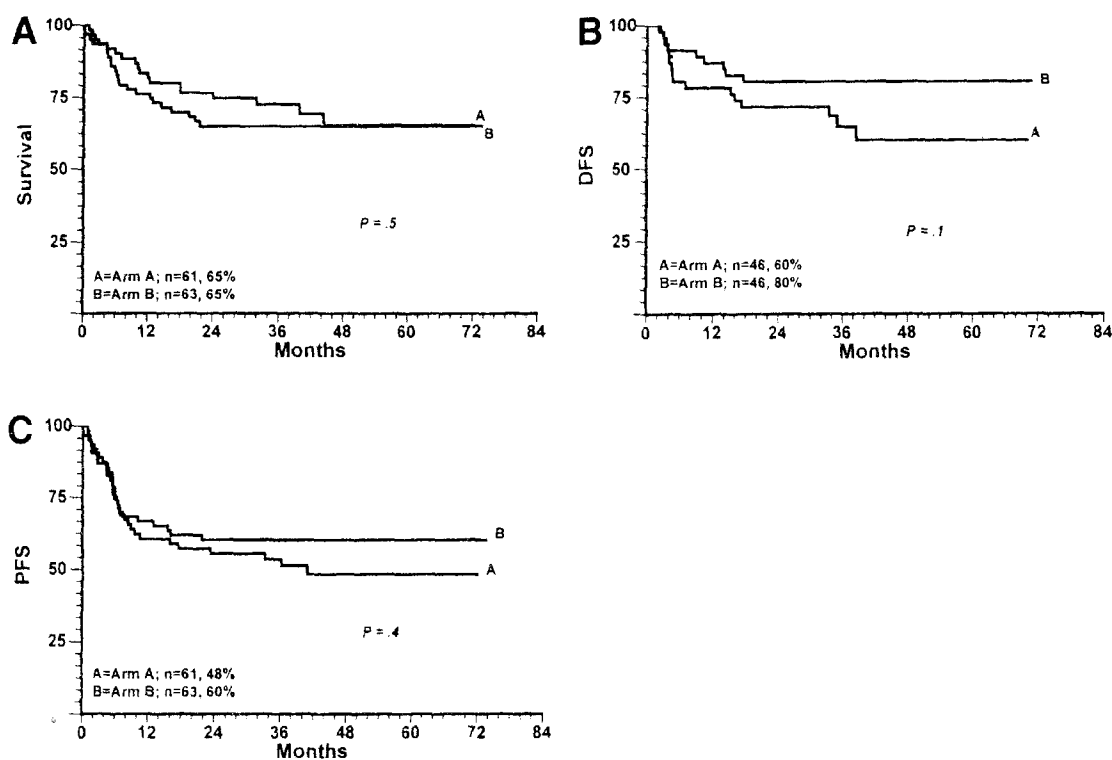 A
100
75
50
25
Survival
A
B
P = .5
A=Arm A; n=61, 65%
B=Arm B; n=63, 65%
0 12 24 36 48 60 72 84
Months
B
100
75
50
25
DFS
B
A
P = .1
A=Arm A; n=46, 60%
B=Arm B; n=46, 80%
0 12 24 36 48 60 72 84
Months
C
100
75
50
25
PFS
B
A
P = .4
A=Arm A; n=61, 48%
B=Arm B; n=63, 60%
0 12 24 36 48 60 72 84
Months